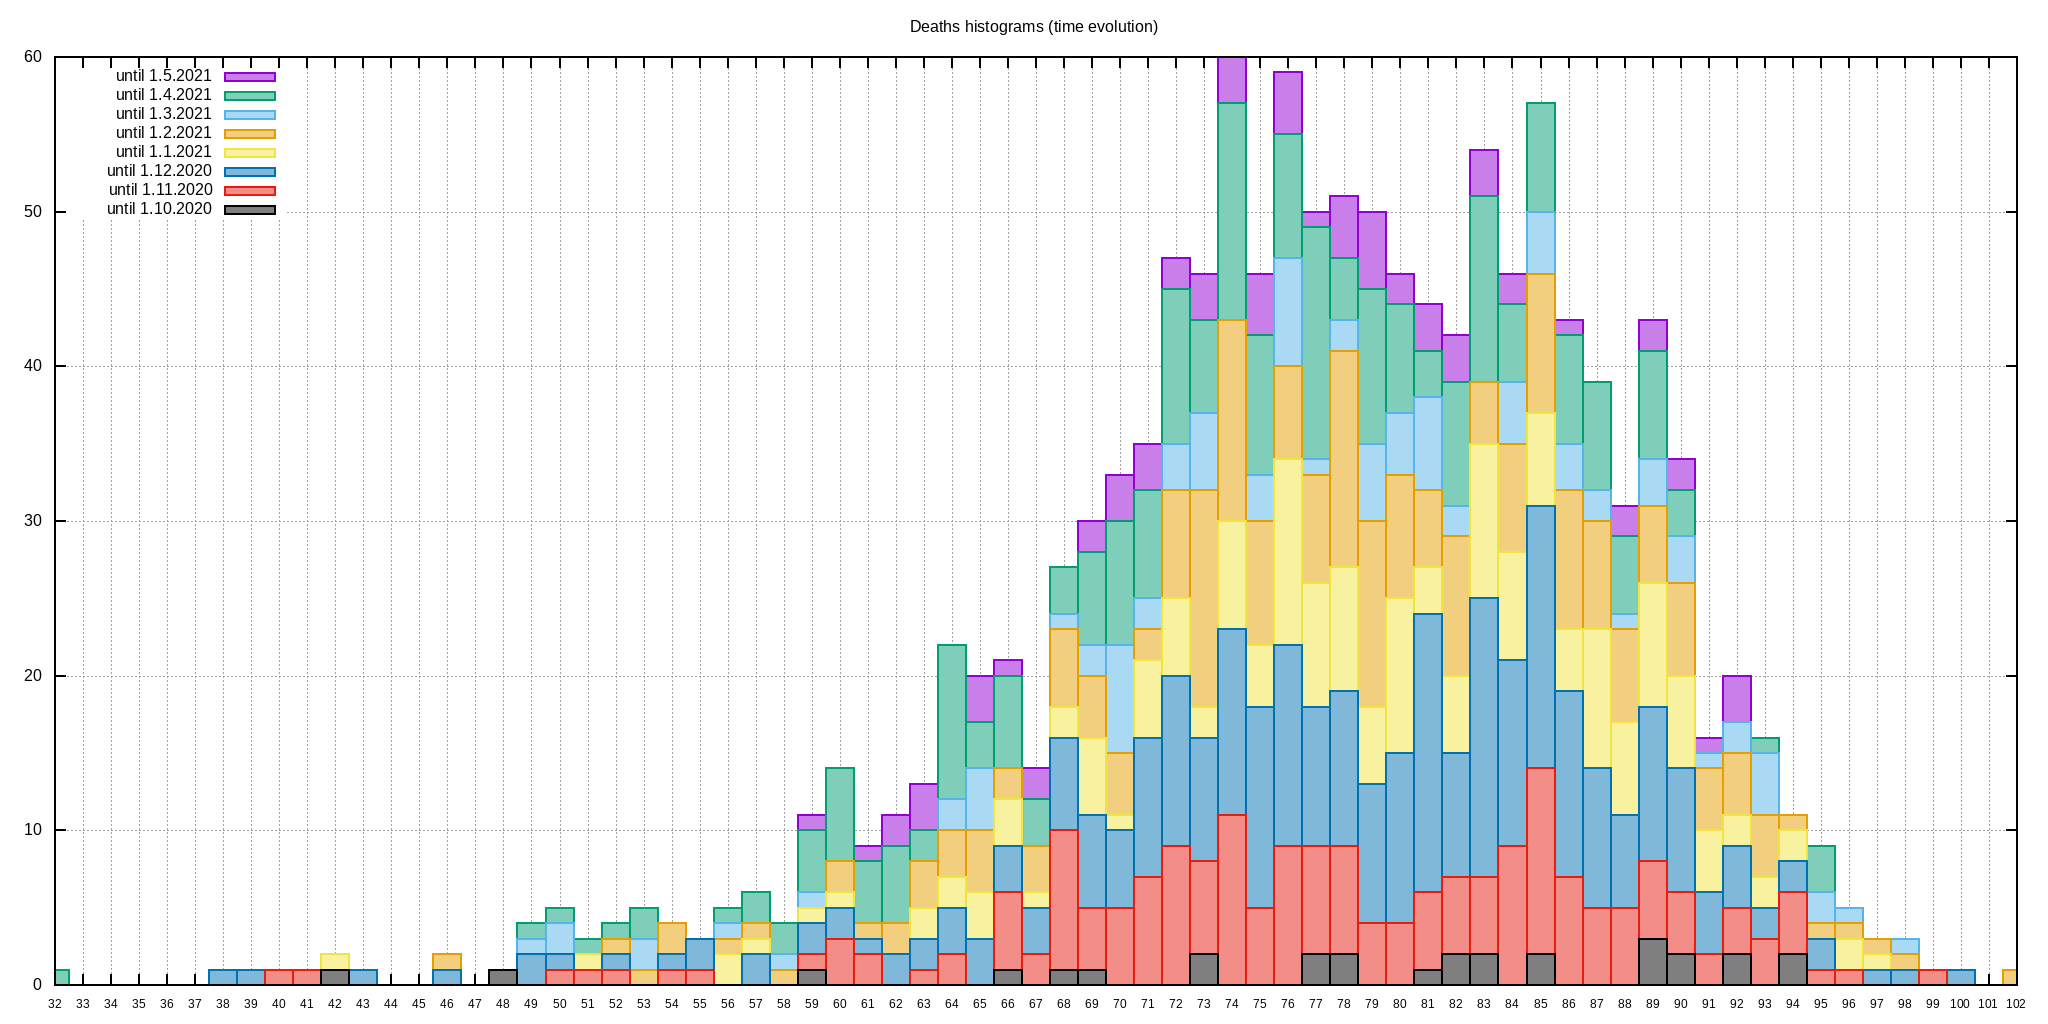 Deaths histograms (time evolution)
60
until 1.5.2021
until 1.4.2021
until 1.3.2021
until 1.2.2021
until 1.1.2021
until 1.12.2020
until 1.11.2020
until 1.10.2020
50
40
30
20
10
0
32 33 34 35 36 37 38 39 40 41 42 43 44 45 46 47 48 49 50 51 52 53 54 55 56 57 58 59 60 61 62 63 64 65 66 67 68 69 70 71 72 73 74 75 76 77 78 79 80 81 82 83 84 85 86 87 88 89 90 91 92 93 94 95 96 97 98 99 100 101 102